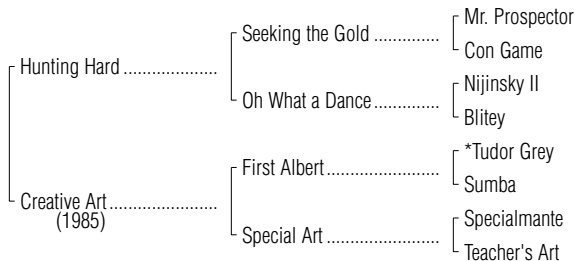 Mr. Prospector
Seeking the Gold ..............
Con Game
Hunting Hard ....................
Nijinsky II
Oh What a Dance..............
Blitey
*Tudor Grey
First Albert........................
Sumba
Creative Art.......................
(1985)
Specialmante
Special Art ........................
Teacher's Art